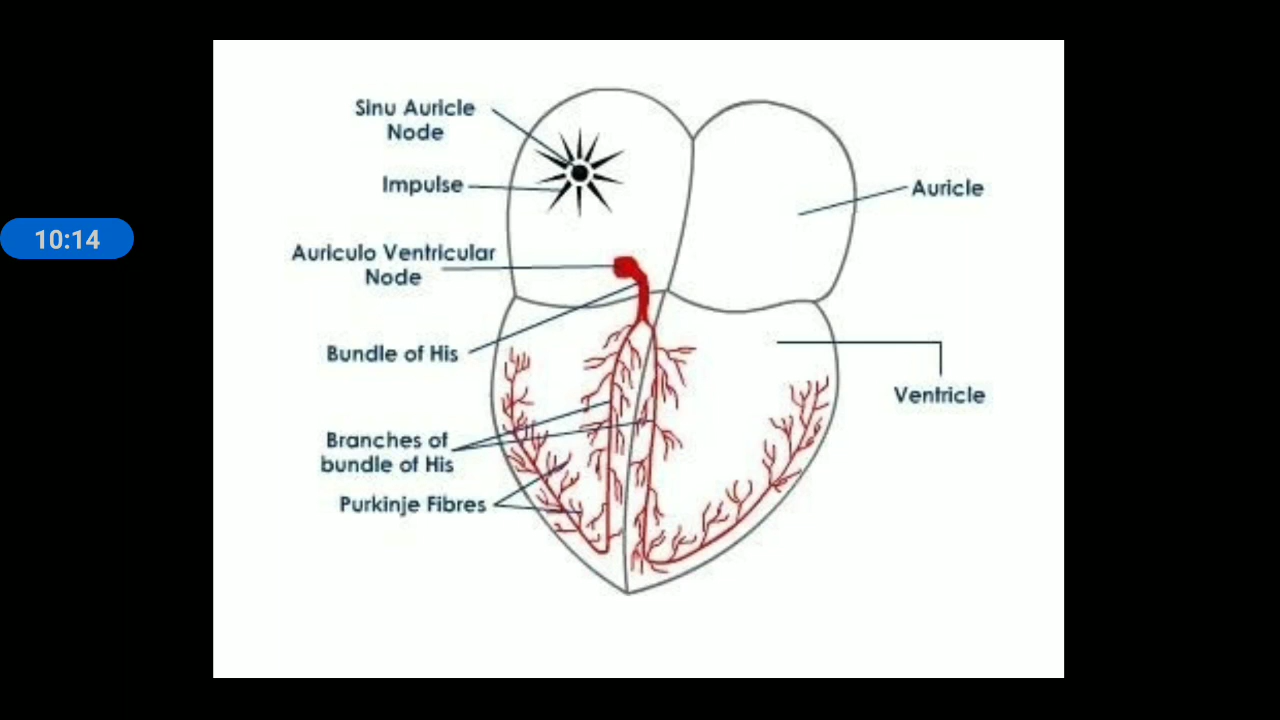 Sinu Auricle
Node
Impulse
Auricle
10:14
Auriculo Ventricular
Node
Bundle of His
Ventricle
Branches of
bundle of His
Purkinje Fibres